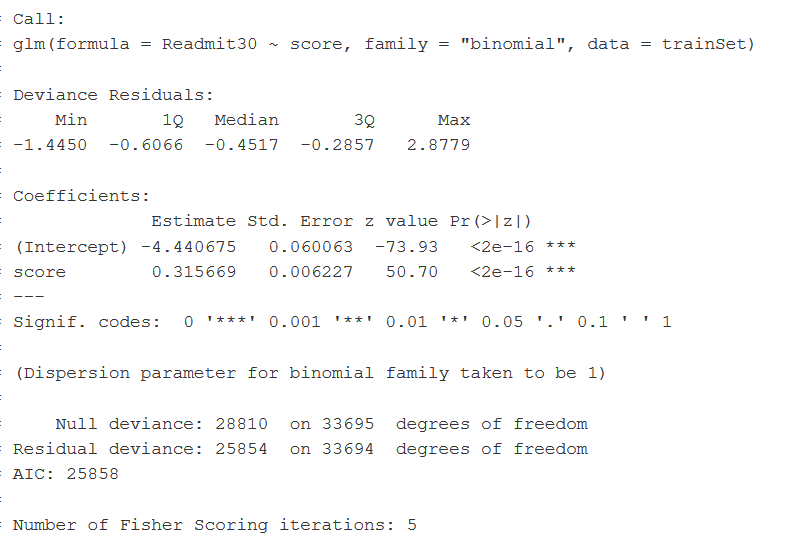 Call:
glm(formula = Readmit30 ~ score, family = "binomial", data = trainSet)
Deviance Residuals:
Min 1Q Median 3Q Max
-1.4450 -0.6066 -0.4517 -0.2857 2.8779
Coefficients:
Estimate Std. Error z value Pr(>|z|)
(Intercept) -4.440675 0.060063 -73.93 <2e-16 ***
score 0.315669 0.006227 50.70 <2e-16 ***
---
Signif. codes: 0 '***' 0.001 '**' 0.01 '*' 0.05 '.' 0.1 ' ' 1
(Dispersion parameter for binomial family taken to be 1)
Null deviance: 28810 on 33695 degrees of freedom
Residual deviance: 25854 on 33694 degrees of freedom
AIC: 25858
Number of Fisher Scoring iterations: 5